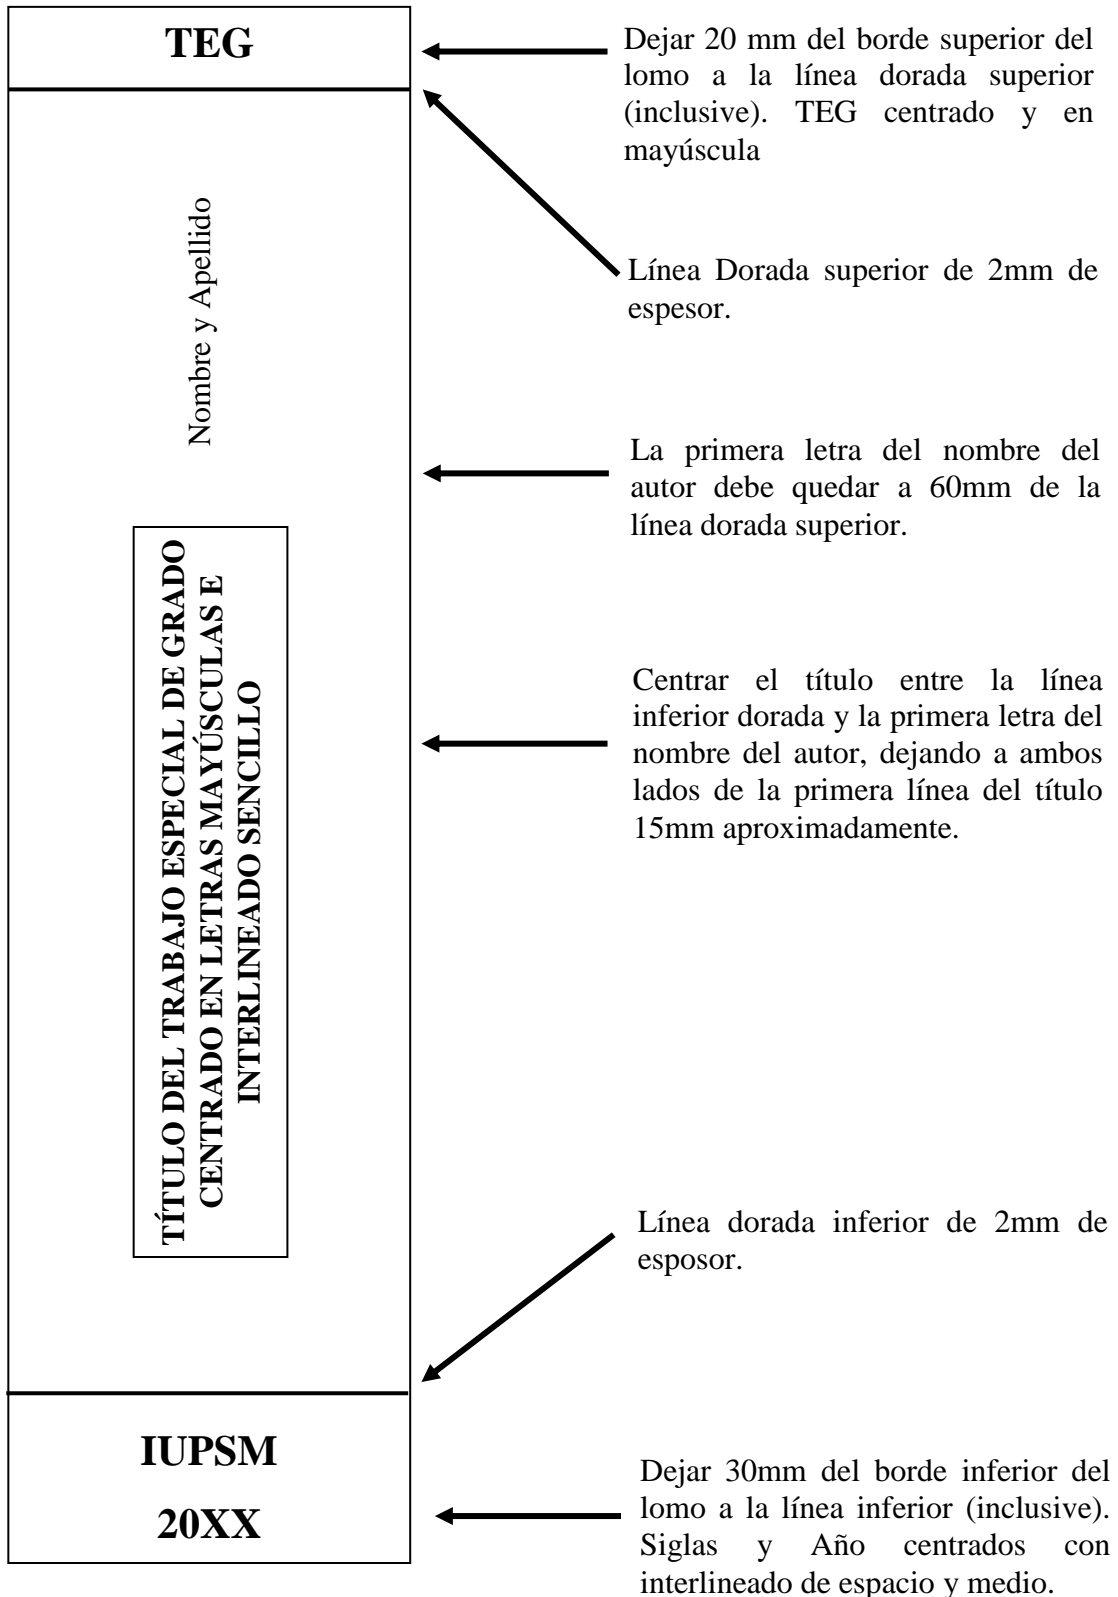 TEG
Dejar 20 mm del borde superior del
lomo a la línea dorada superior
(inclusive). TEG centrado y en
mayúscula
Nombre y Apellido
Línea Dorada superior de 2mm de
espesor.
La primera letra del nombre del
autor debe quedar a 60mm de la
línea dorada superior.
TÍTULO DEL TRABAJO ESPECIAL DE GRADO
CENTRADO EN LETRAS MAYÚSCULAS E
INTERLINEADO SENCILLO
Centrar el título entre la línea
inferior dorada y la primera letra del
nombre del autor, dejando a ambos
lados de la primera línea del título
15mm aproximadamente.
Línea dorada inferior de 2mm de
esposor.
IUPSM
20XX
Dejar 30mm del borde inferior del
lomo a la línea inferior (inclusive).
Siglas y Año centrados con
interlineado de espacio y medio.